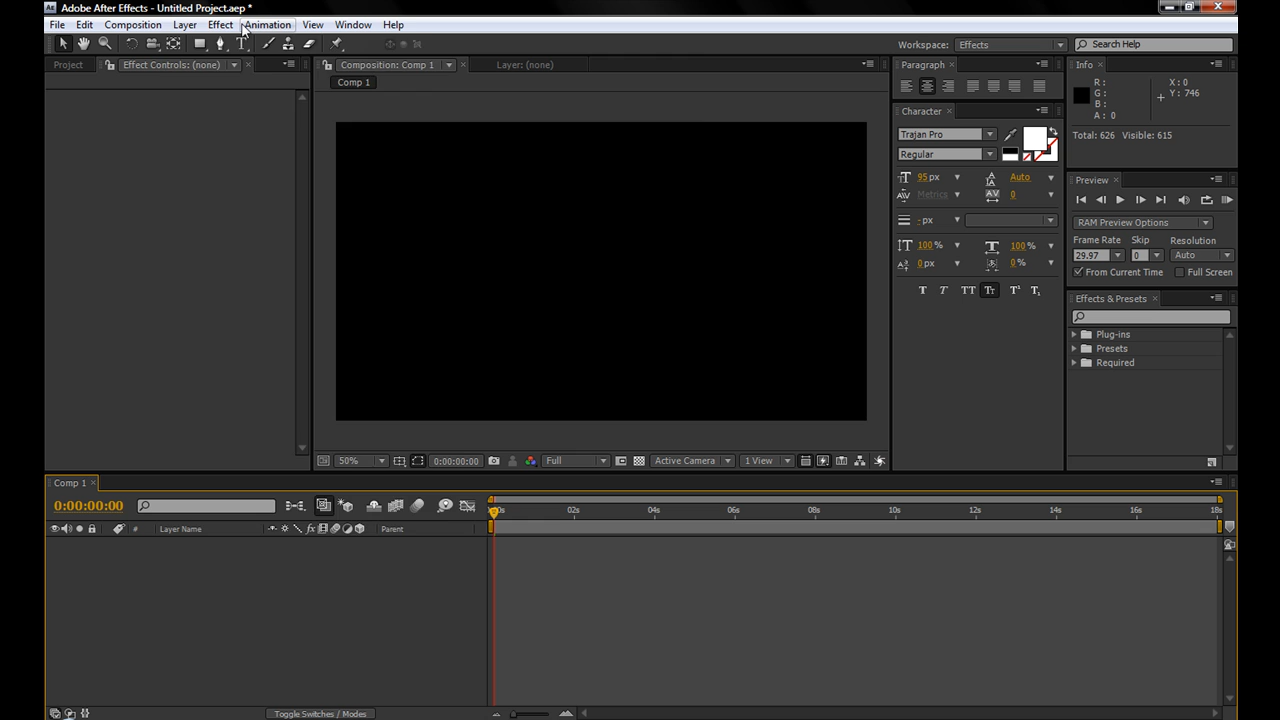 Adobe After Effects - Untitled Project.aep *
File Edit Composition Layer Effect Animation View Window Help
Workspace: Effects Search Help
Project Effect Controls: (none) Composition: Comp 1 Layer: (none) Paragraph Info
Comp 1
R:
G:
B:
A: 0
X: 0
Y: 746
Character
Trajan Pro
Regular
Total: 626 Visible: 615
95 px Auto
Metrics 0
- px
100 % 100 %
0 px 0 %
T T TT Tт T¹ T₁
Preview
RAM Preview Options
Frame Rate Skip Resolution
29.97 0 Auto
From Current Time Full Screen
Effects & Presets
Plug-ins
Presets
Required
50% 0:00:00:00 Full Active Camera 1 View
Comp 1
0:00:00:00
02s 04s 06s 08s 10s 12s 14s 16s 18s
Layer Name fx Parent
Toggle Switches / Modes